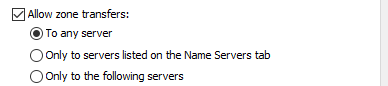 Allow zone transfers:
To any server
Only to servers listed on the Name Servers tab
Only to the following servers